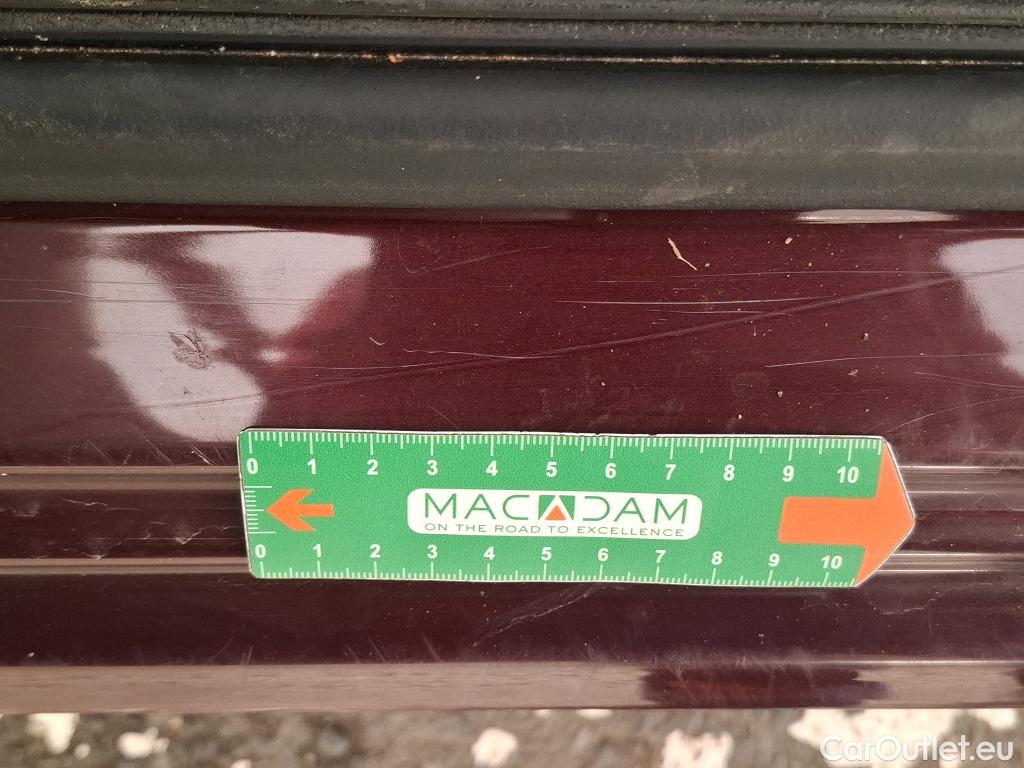 0 1 2 3 4 5 6 7 8 9 10
MACADAM
ON THE ROAD TO EXCELLENCE
0 1 2 3 4 5 6 7 8 9 10
CarOutlet.eu